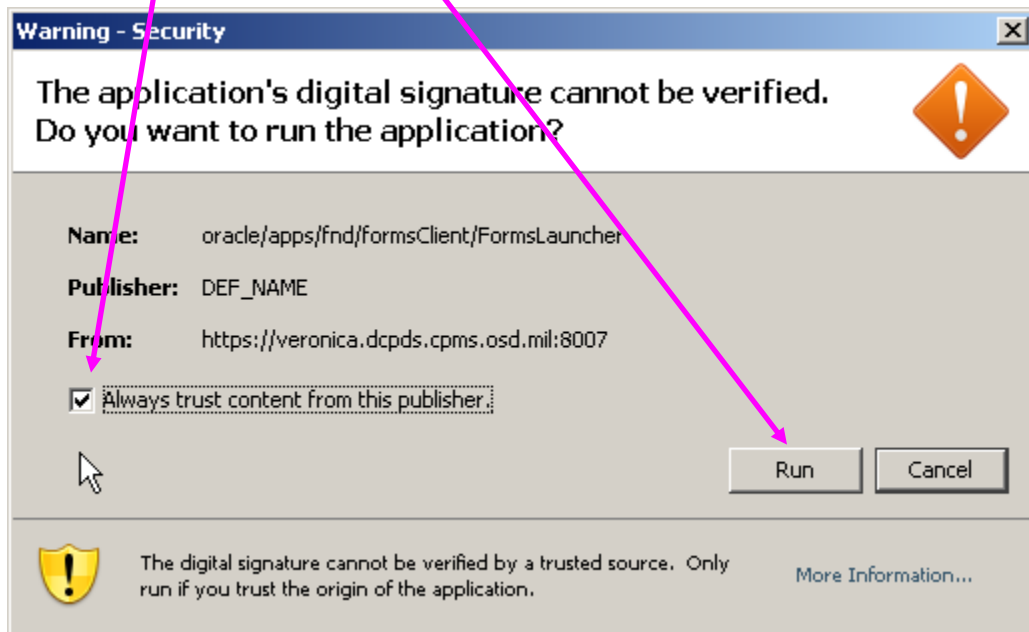 Warning - Security
The application's digital signature cannot be verified.
Do you want to run the application?
Name: oracle/apps/fnd/formsClient/FormsLauncher
Publisher: DEF_NAME
From: https://veronica.dcpds.cpms.osd.mil:8007
Always trust content from this publisher.
Run Cancel
The digital signature cannot be verified by a trusted source. Only
run if you trust the origin of the application.
More Information...